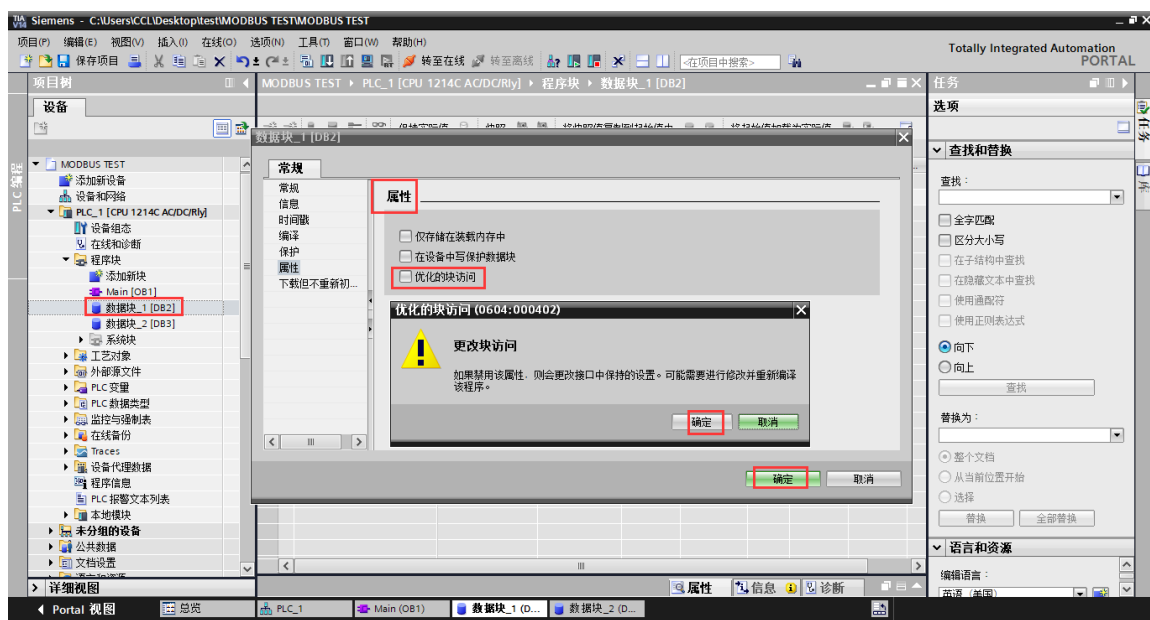 Siemens - C:\Users\CCL\Desktop\test\MODBUS TEST\MODBUS TEST
项目(P) 编辑(E) 视图(V) 插入(I) 在线(O) 选项(N) 工具(T) 窗口(W) 帮助(H)
Totally Integrated Automation
PORTAL
保存项目 转至在线 转至离线 <在项目中搜索>
项目树
MODBUS TEST PLC_1 [CPU 1214C AC/DC/Rly] 程序块 数据块_1 [DB2]
任务
设备
选项
数据块_1 [DB2]
查找和替换
任务
库
PLC 编程
MODBUS TEST
添加新设备
设备和网络
PLC_1 [CPU 1214C AC/DC/Rly]
设备组态
在线和诊断
程序块
添加新块
Main [OB1]
数据块_1 [DB2]
数据块_2 [DB3]
系统块
工艺对象
外部源文件
PLC 变量
PLC 数据类型
监控与强制表
在线备份
Traces
设备代理数据
程序信息
PLC 报警文本列表
本地模块
未分组的设备
公共数据
文档设置
详细视图
常规
常规
信息
时间戳
编译
保护
属性
下载但不重新初...
属性
仅存储在装载内存中
在设备中写保护数据块
优化的块访问
优化的块访问 (0604:000402)
更改块访问
如果禁用该属性，则会更改接口中保持的设置。可能需要进行修改并重新编译
该程序。
确定 取消
确定 取消
查找：
全字匹配
区分大小写
在子结构中查找
在隐藏文本中查找
使用通配符
使用正则表达式
向下
向上
查找
替换为：
整个文档
从当前位置开始
选择
替换 全部替换
语言和资源
编辑语言：
英语 (美国)
属性 信息 诊断
Portal 视图 总览 PLC_1 Main (OB1) 数据块_1 (D... 数据块_2 (D...